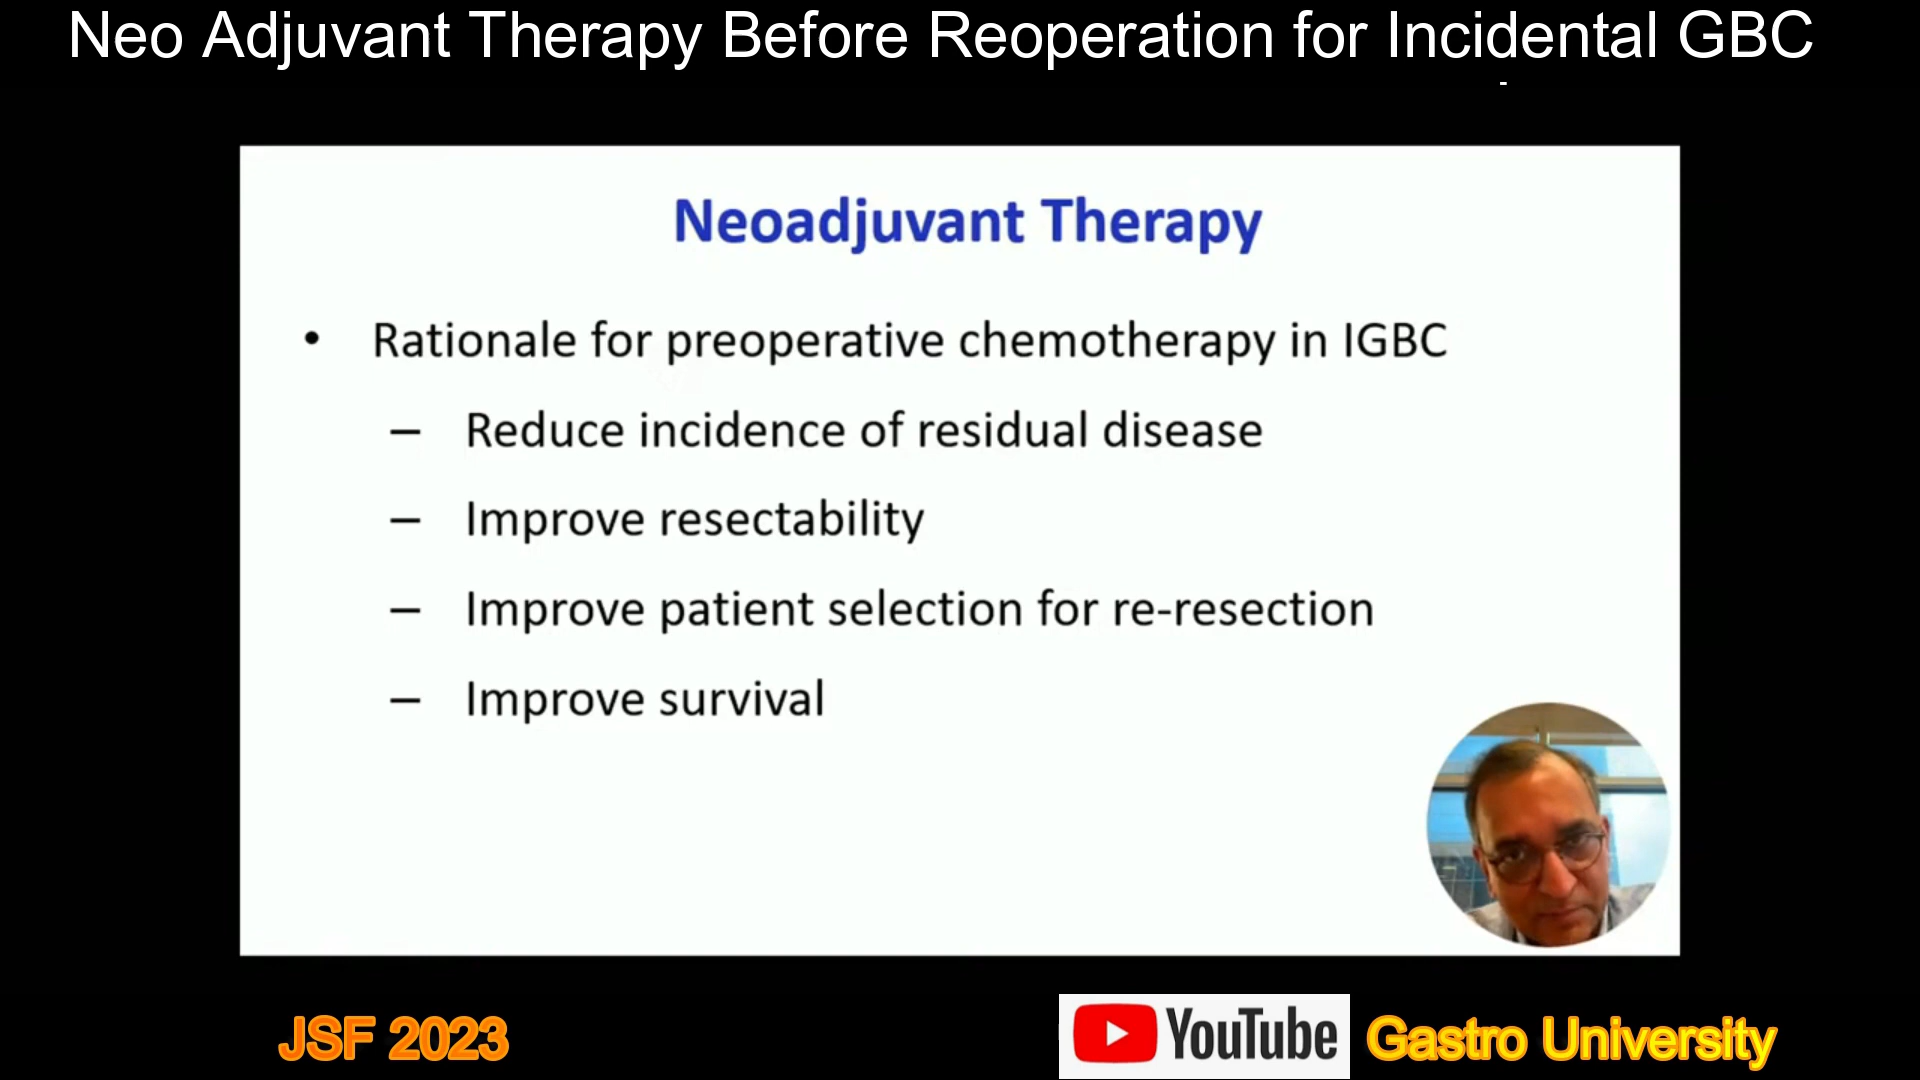 Neo Adjuvant Therapy Before Reoperation for Incidental GBC
Neoadjuvant Therapy
• Rationale for preoperative chemotherapy in IGBC
– Reduce incidence of residual disease
– Improve resectability
– Improve patient selection for re-resection
– Improve survival
JSF 2023
YouTube
Gastro University